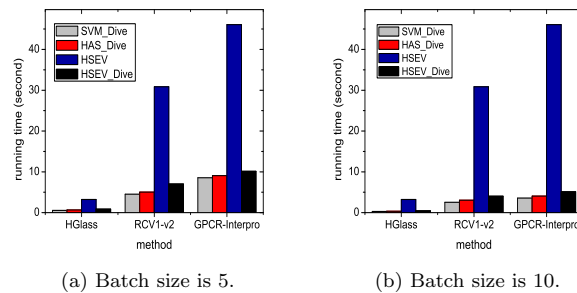 SVM_Dive
HAS_Dive
HSEV
HSEV_Dive
running time (second)
40
30
20
10
0
HGlass
RCV1-v2
GPCR-Interpro
method
(a) Batch size is 5.
SVM_Dive
HAS_Dive
HSEV
HSEV_Dive
running time (second)
40
30
20
10
0
HGlass
RCV1-v2
GPCR-Interpro
method
(b) Batch size is 10.